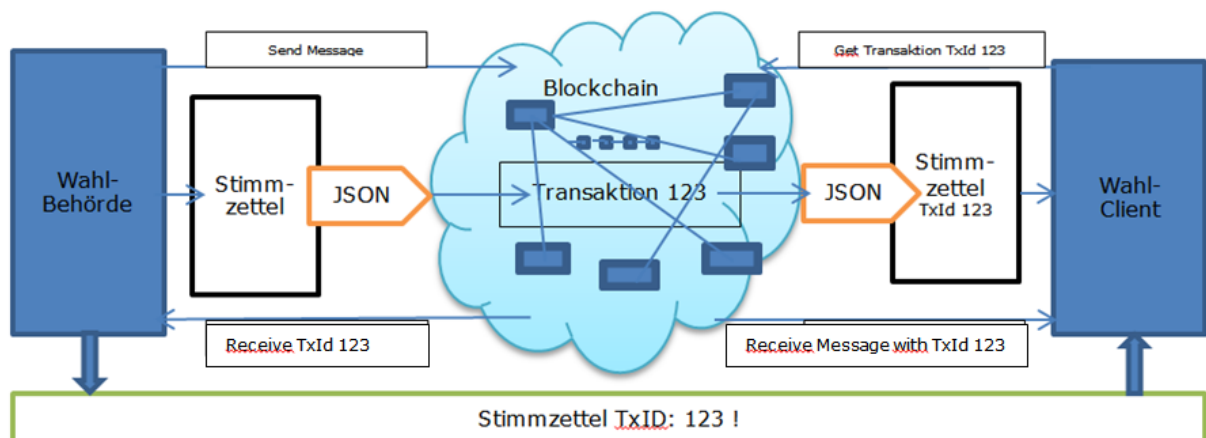 Send Message
Get Transaktion TxId 123
Blockchain
Wahl-
Behörde
Stimm-
zettel
JSON
Transaktion 123
JSON
Stimm-
zettel
TxId 123
Wahl-
Client
Receive TxId 123
Receive Message with TxId 123
Stimmzettel TxID: 123 !